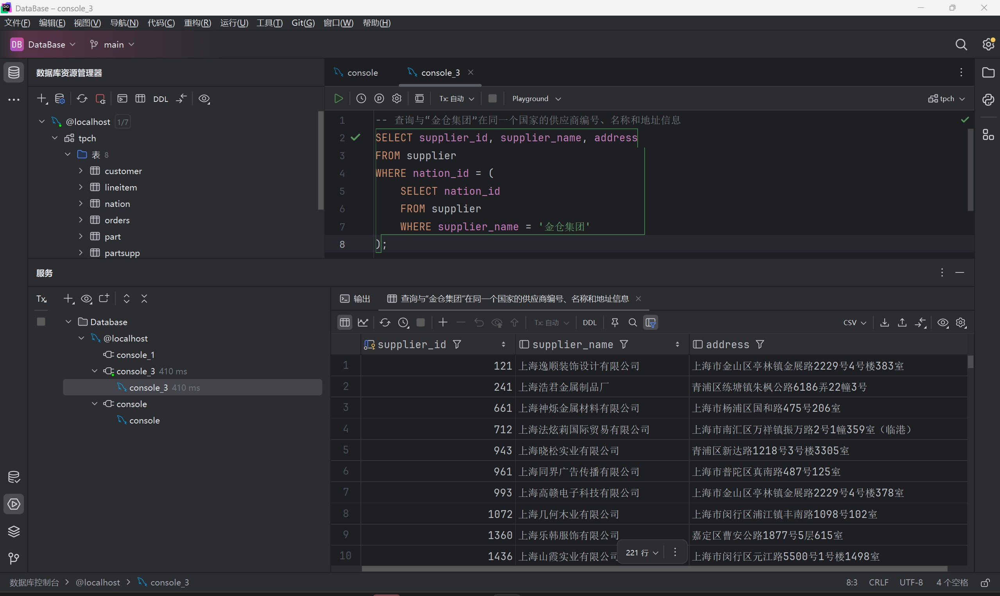 DataBase – console_3
文件(F) 编辑(E) 视图(V) 导航(N) 代码(C) 重构(R) 运行(U) 工具(T) Git(G) 窗口(W) 帮助(H)
DB DataBase main
数据库资源管理器
DDL
@localhost 1/7
tpch
表 8
customer
lineitem
nation
orders
part
partsupp
console console_3
Tx: 自动 Playground tpch
1 -- 查询与“金仓集团”在同一个国家的供应商编号、名称和地址信息
2 SELECT supplier_id, supplier_name, address
3 FROM supplier
4 WHERE nation_id = (
5 SELECT nation_id
6 FROM supplier
7 WHERE supplier_name = '金仓集团'
8 );
服务
Tx
Database
@localhost
console_1
console_3 410 ms
console_3 410 ms
console
console
输出 查询与“金仓集团”在同一个国家的供应商编号、名称和地址信息
Tx: 自动 DDL CSV
supplier_id supplier_name address
1 121 上海逸顺装饰设计有限公司 上海市金山区亭林镇金展路2229号4号楼383室
2 241 上海浩君金属制品厂 青浦区练塘镇朱枫公路6186弄22幢3号
3 661 上海神烁金属材料有限公司 上海市杨浦区国和路475号206室
4 712 上海法炫莉国际贸易有限公司 上海市南汇区万祥镇振万路2号1幢359室（临港）
5 943 上海晓松实业有限公司 青浦区新达路1218号3号楼3305室
6 961 上海同界广告传播有限公司 上海市普陀区真南路487号125室
7 993 上海高赣电子科技有限公司 上海市金山区亭林镇金展路2229号4号楼378室
8 1072 上海几何木业有限公司 上海市闵行区浦江镇丰南路1098号102室
9 1360 上海乐韩服饰有限公司 嘉定区曹安公路1877号5层615室
10 1436 上海山霞实业有限公司 上海市闵行区元江路5500号1号楼1498室
221 行
数据库控制台 @localhost console_3
8:3 CRLF UTF-8 4 个空格